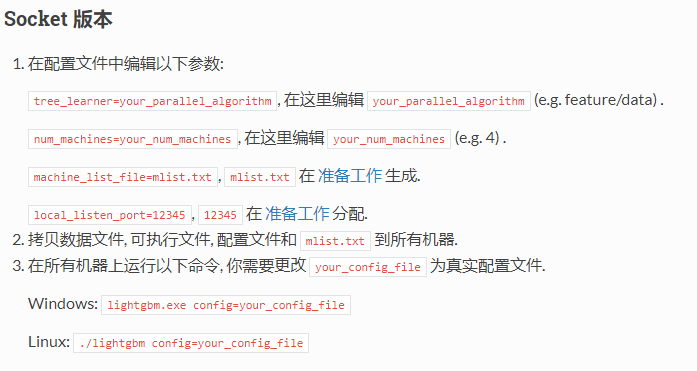 Socket 版本
1. 在配置文件中编辑以下参数:
tree_learner=your_parallel_algorithm, 在这里编辑 your_parallel_algorithm (e.g. feature/data) .
num_machines=your_num_machines, 在这里编辑 your_num_machines (e.g. 4) .
machine_list_file=mlist.txt, mlist.txt 在 准备工作 生成.
local_listen_port=12345, 12345 在 准备工作 分配.
2. 拷贝数据文件, 可执行文件, 配置文件和 mlist.txt 到所有机器.
3. 在所有机器上运行以下命令, 你需要更改 your_config_file 为真实配置文件.
Windows: lightgbm.exe config=your_config_file
Linux: ./lightgbm config=your_config_file